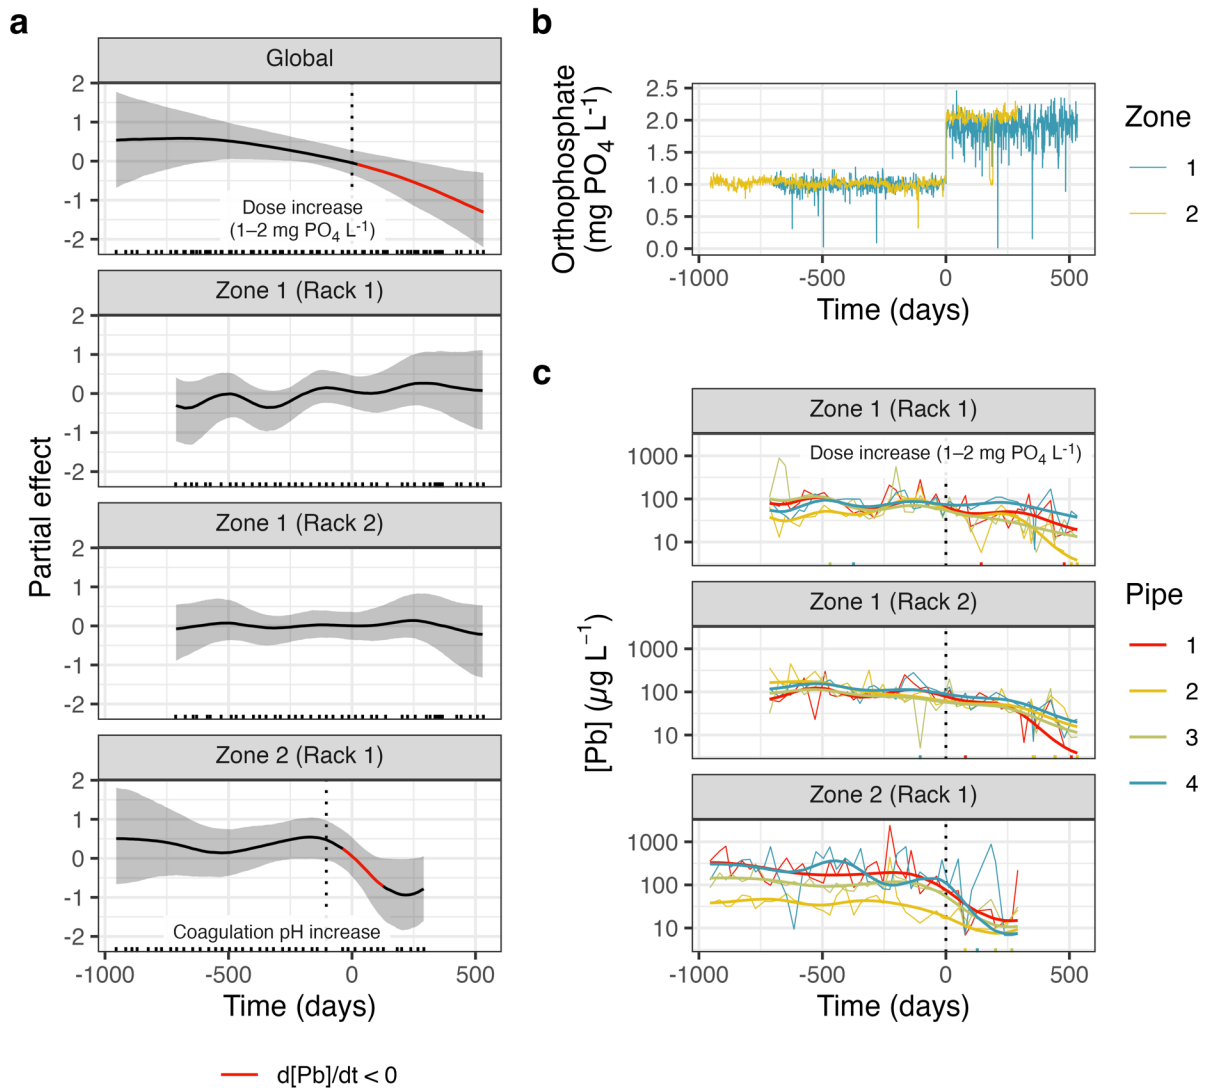 a
Global
2
1
0
-1
-2
Dose increase
(1–2 mg PO4 L-1)
Zone 1 (Rack 1)
2
1
0
-1
-2
Zone 1 (Rack 2)
2
1
0
-1
-2
Zone 2 (Rack 1)
2
1
0
-1
-2
Coagulation pH increase
-1000 -500 0 500
Time (days)
Partial effect
d[Pb]/dt < 0
b
Orthophosphate
(mg PO4 L-1)
2.5
2.0
1.5
1.0
0.5
0.0
-1000 -500 0 500
Time (days)
Zone
1
2
c
Zone 1 (Rack 1)
Dose increase (1–2 mg PO4 L-1)
1000
100
10
Zone 1 (Rack 2)
1000
100
10
Zone 2 (Rack 1)
1000
100
10
-1000 -500 0 500
Time (days)
[Pb] (µg L−1)
Pipe
1
2
3
4